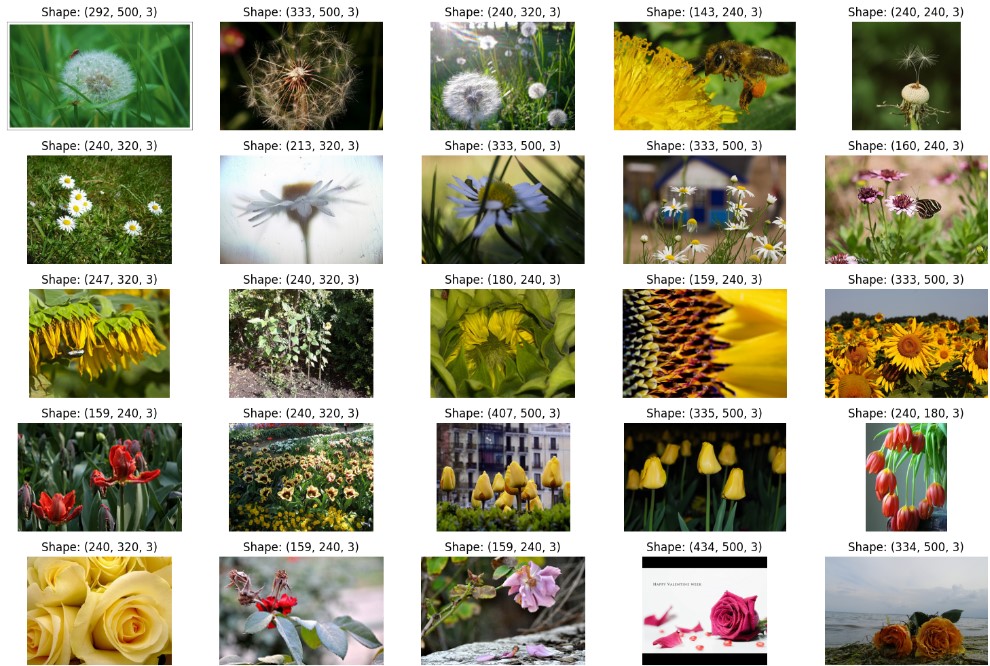 Shape: (292, 500, 3)
Shape: (333, 500, 3)
Shape: (240, 320, 3)
Shape: (143, 240, 3)
Shape: (240, 240, 3)
Shape: (240, 320, 3)
Shape: (213, 320, 3)
Shape: (333, 500, 3)
Shape: (333, 500, 3)
Shape: (160, 240, 3)
Shape: (247, 320, 3)
Shape: (240, 320, 3)
Shape: (180, 240, 3)
Shape: (159, 240, 3)
Shape: (333, 500, 3)
Shape: (159, 240, 3)
Shape: (240, 320, 3)
Shape: (407, 500, 3)
Shape: (335, 500, 3)
Shape: (240, 180, 3)
Shape: (240, 320, 3)
Shape: (159, 240, 3)
Shape: (159, 240, 3)
Shape: (434, 500, 3)
Shape: (334, 500, 3)